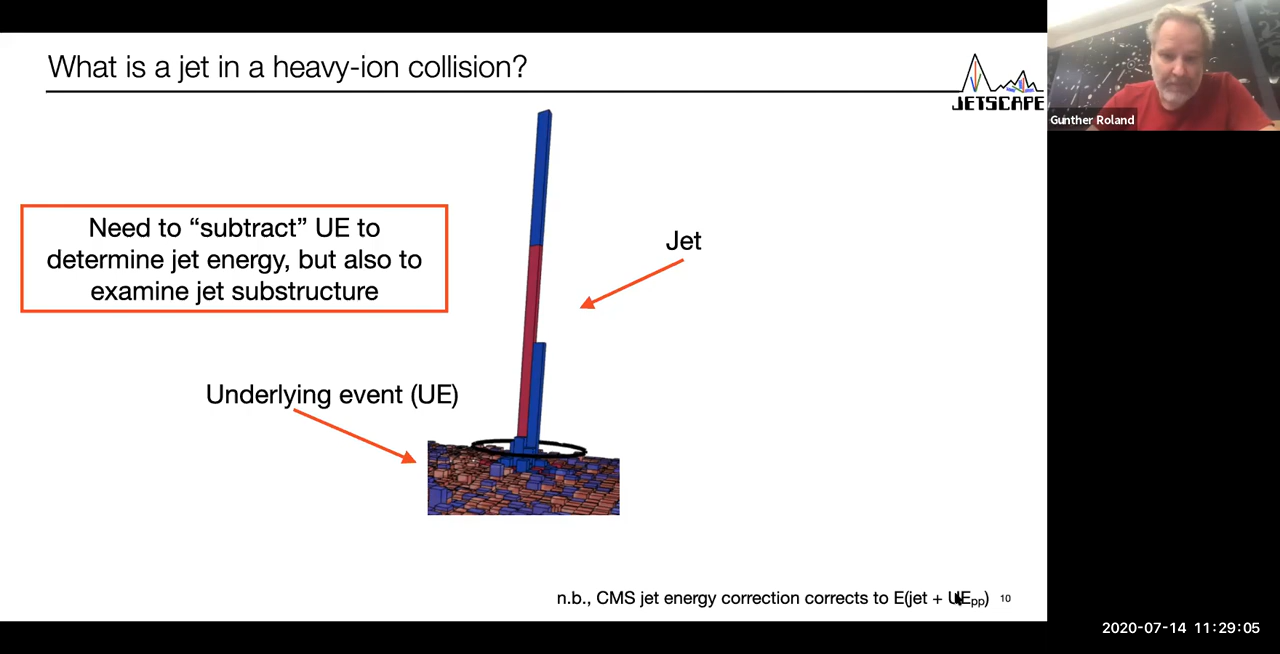 What is a jet in a heavy-ion collision?
JETSCAPE
Gunther Roland
Need to “subtract” UE to
determine jet energy, but also to
examine jet substructure
Jet
Underlying event (UE)
n.b., CMS jet energy correction corrects to E(jet + UEpp)
10
2020-07-14 11:29:05